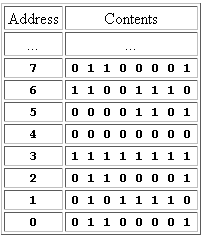 Address Contents
... ...
7 0 1 1 0 0 0 0 1
6 1 1 0 0 1 1 1 0
5 0 0 0 0 1 1 0 1
4 0 0 0 0 0 0 0 0
3 1 1 1 1 1 1 1 1
2 0 1 1 0 0 0 0 1
1 0 1 0 1 1 1 1 0
0 0 1 1 0 0 0 0 1